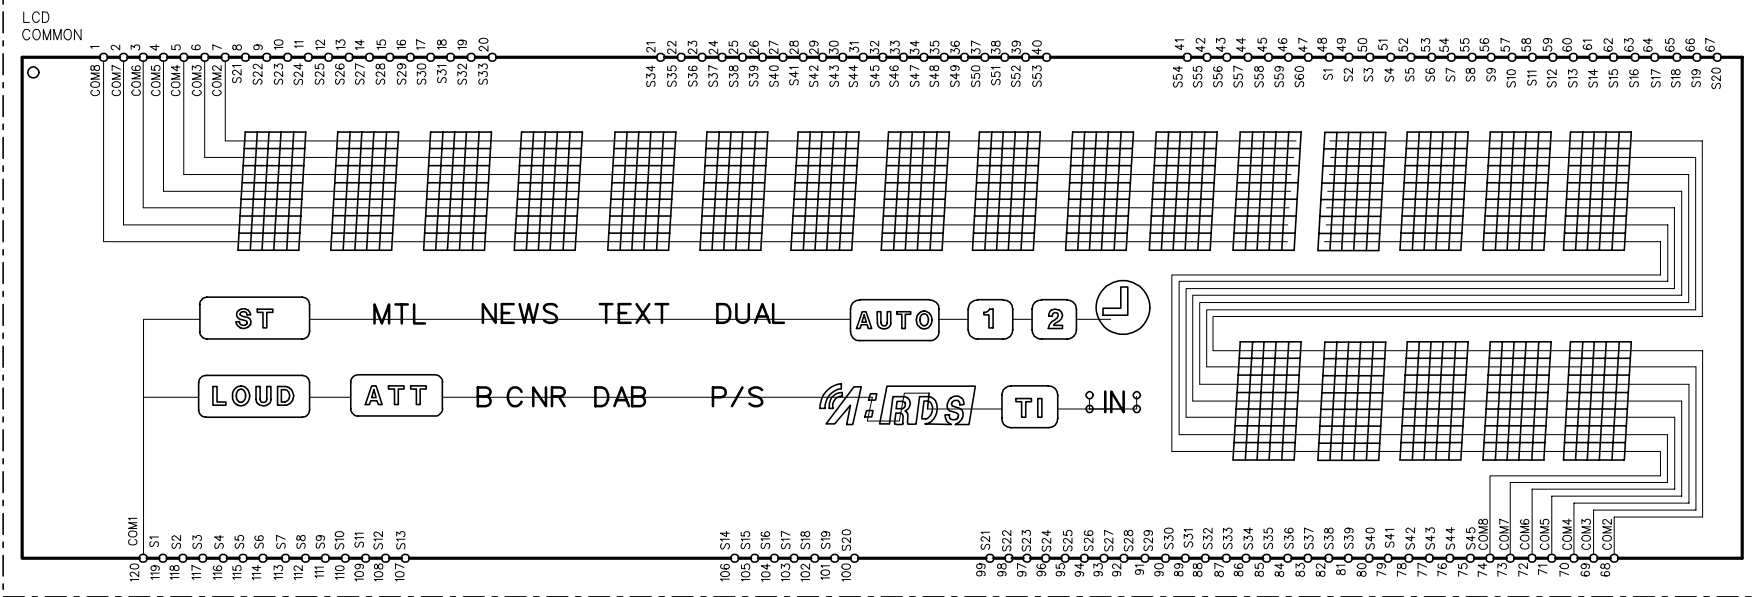 LCD
COMMON
1 2 3 4 5 6 7 8 9 10 11 12 13 14 15 16 17 18 19 20 21 22 23 24 25 26 27 28 29 30 31 32 33 34 35 36 37 38 39 40 41 42 43 44 45 46 47 48 49 50 51 52 53 54 55 56 57 58 59 60 61 62 63 64 65 66 67
COM8 COM7 COM6 COM5 COM4 COM3 COM2 S21 S22 S23 S24 S25 S26 S27 S28 S29 S30 S31 S32 S33 S34 S35 S36 S37 S38 S39 S40 S41 S42 S43 S44 S45 S46 S47 S48 S49 S50 S51 S52 S53 S54 S55 S56 S57 S58 S59 S60 S1 S2 S3 S4 S5 S6 S7 S8 S9 S10 S11 S12 S13 S14 S15 S16 S17 S18 S19 S20
ST MTL NEWS TEXT DUAL AUTO 1 2
LOUD ATT B C NR DAB P/S RDS TI IN
COM1 S1 S2 S3 S4 S5 S6 S7 S8 S9 S10 S11 S12 S13 S14 S15 S16 S17 S18 S19 S20 S21 S22 S23 S24 S25 S26 S27 S28 S29 S30 S31 S32 S33 S34 S35 S36 S37 S38 S39 S40 S41 S42 S43 S44 S45 COM8 COM7 COM6 COM5 COM4 COM3 COM2
120 119 118 117 116 115 114 113 112 111 110 109 108 107 106 105 104 103 102 101 100 99 98 97 96 95 94 93 92 91 90 89 88 87 86 85 84 83 82 81 80 79 78 77 76 75 74 73 72 71 70 69 68